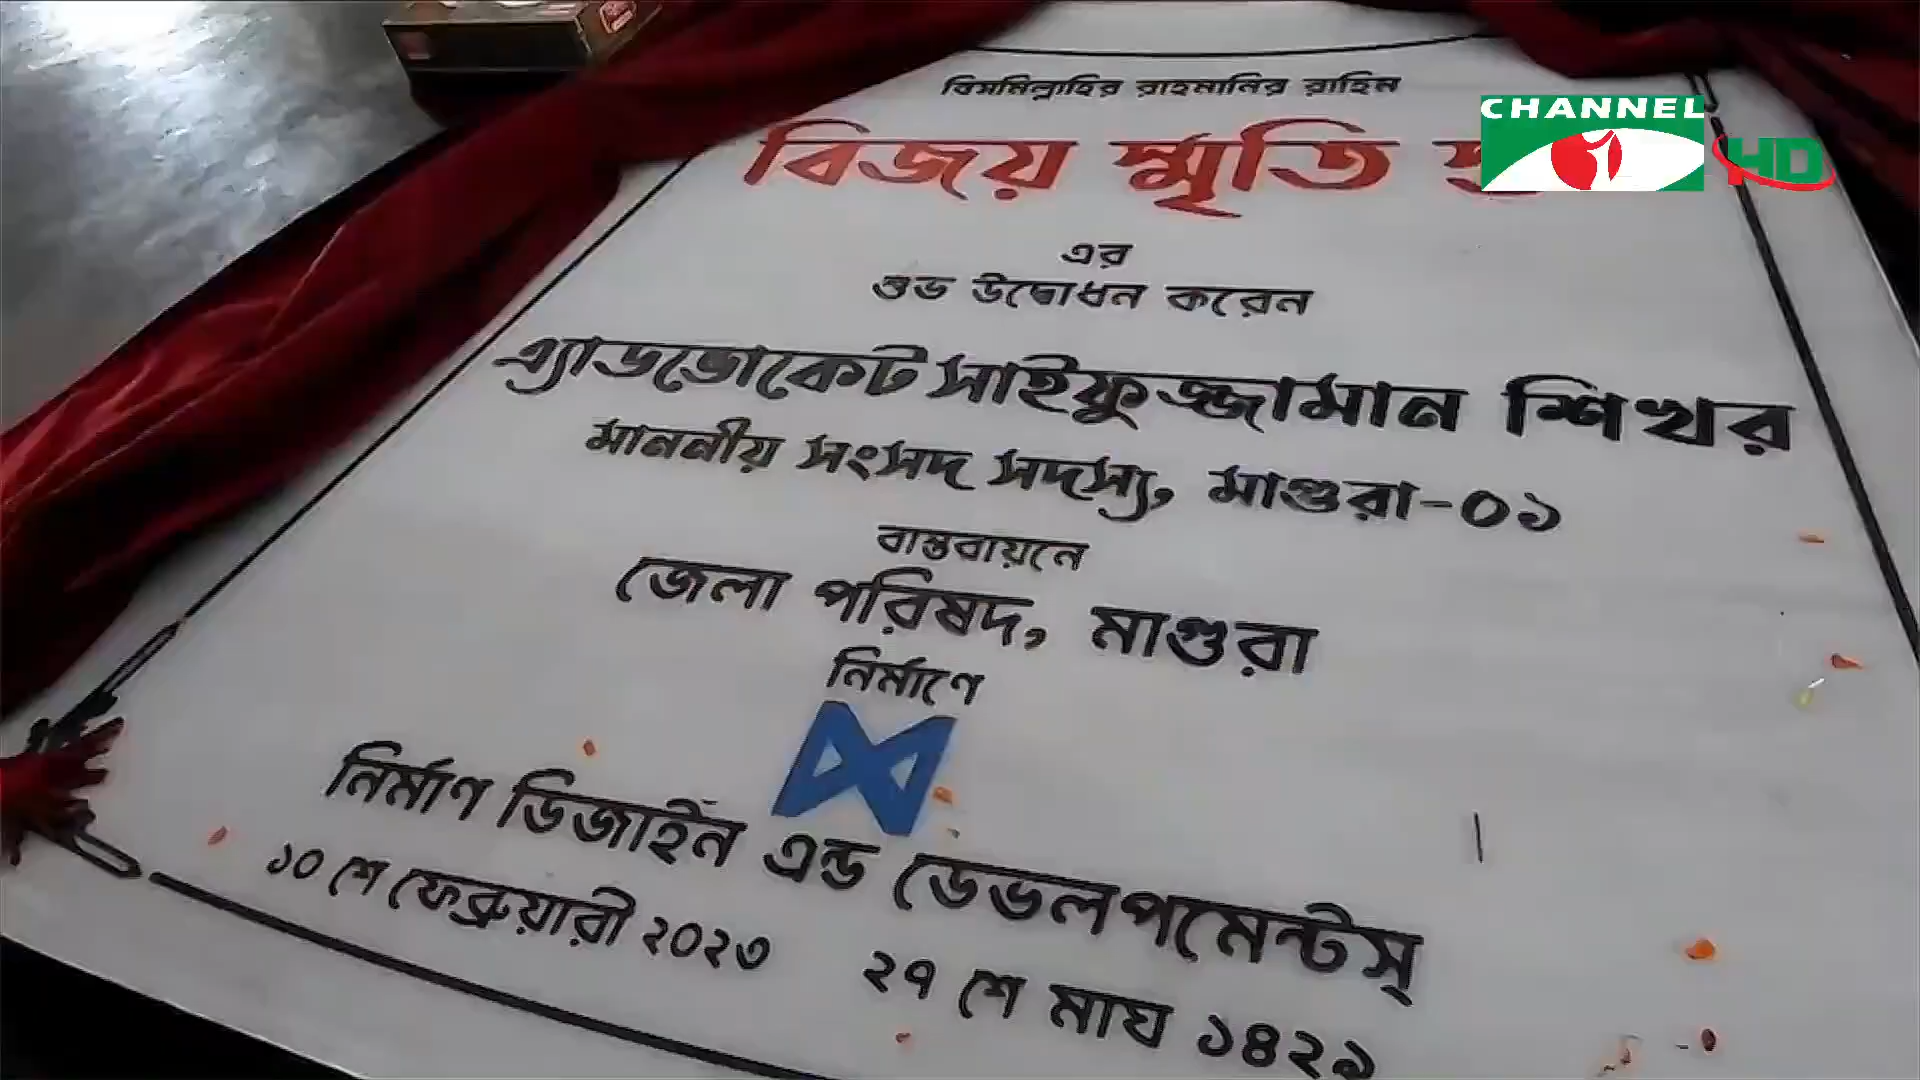 বিসমিল্লাহির রাহমানির রাহিম
বিজয় স্মৃতি
এর
শুভ উদ্বোধন করেন
এ্যাডভোকেট সাইফুজ্জামান শিখর
মাননীয় সংসদ সদস্য, মাগুরা-০১
বাস্তবায়নে
জেলা পরিষদ, মাগুরা
নির্মাণে
নির্মাণ ডিজাইন এন্ড ডেভলপমেন্টস্
১০ শে ফেব্রুয়ারী ২০২৩ ২৭ শে মাঘ ১৪২৯
CHANNEL
HD